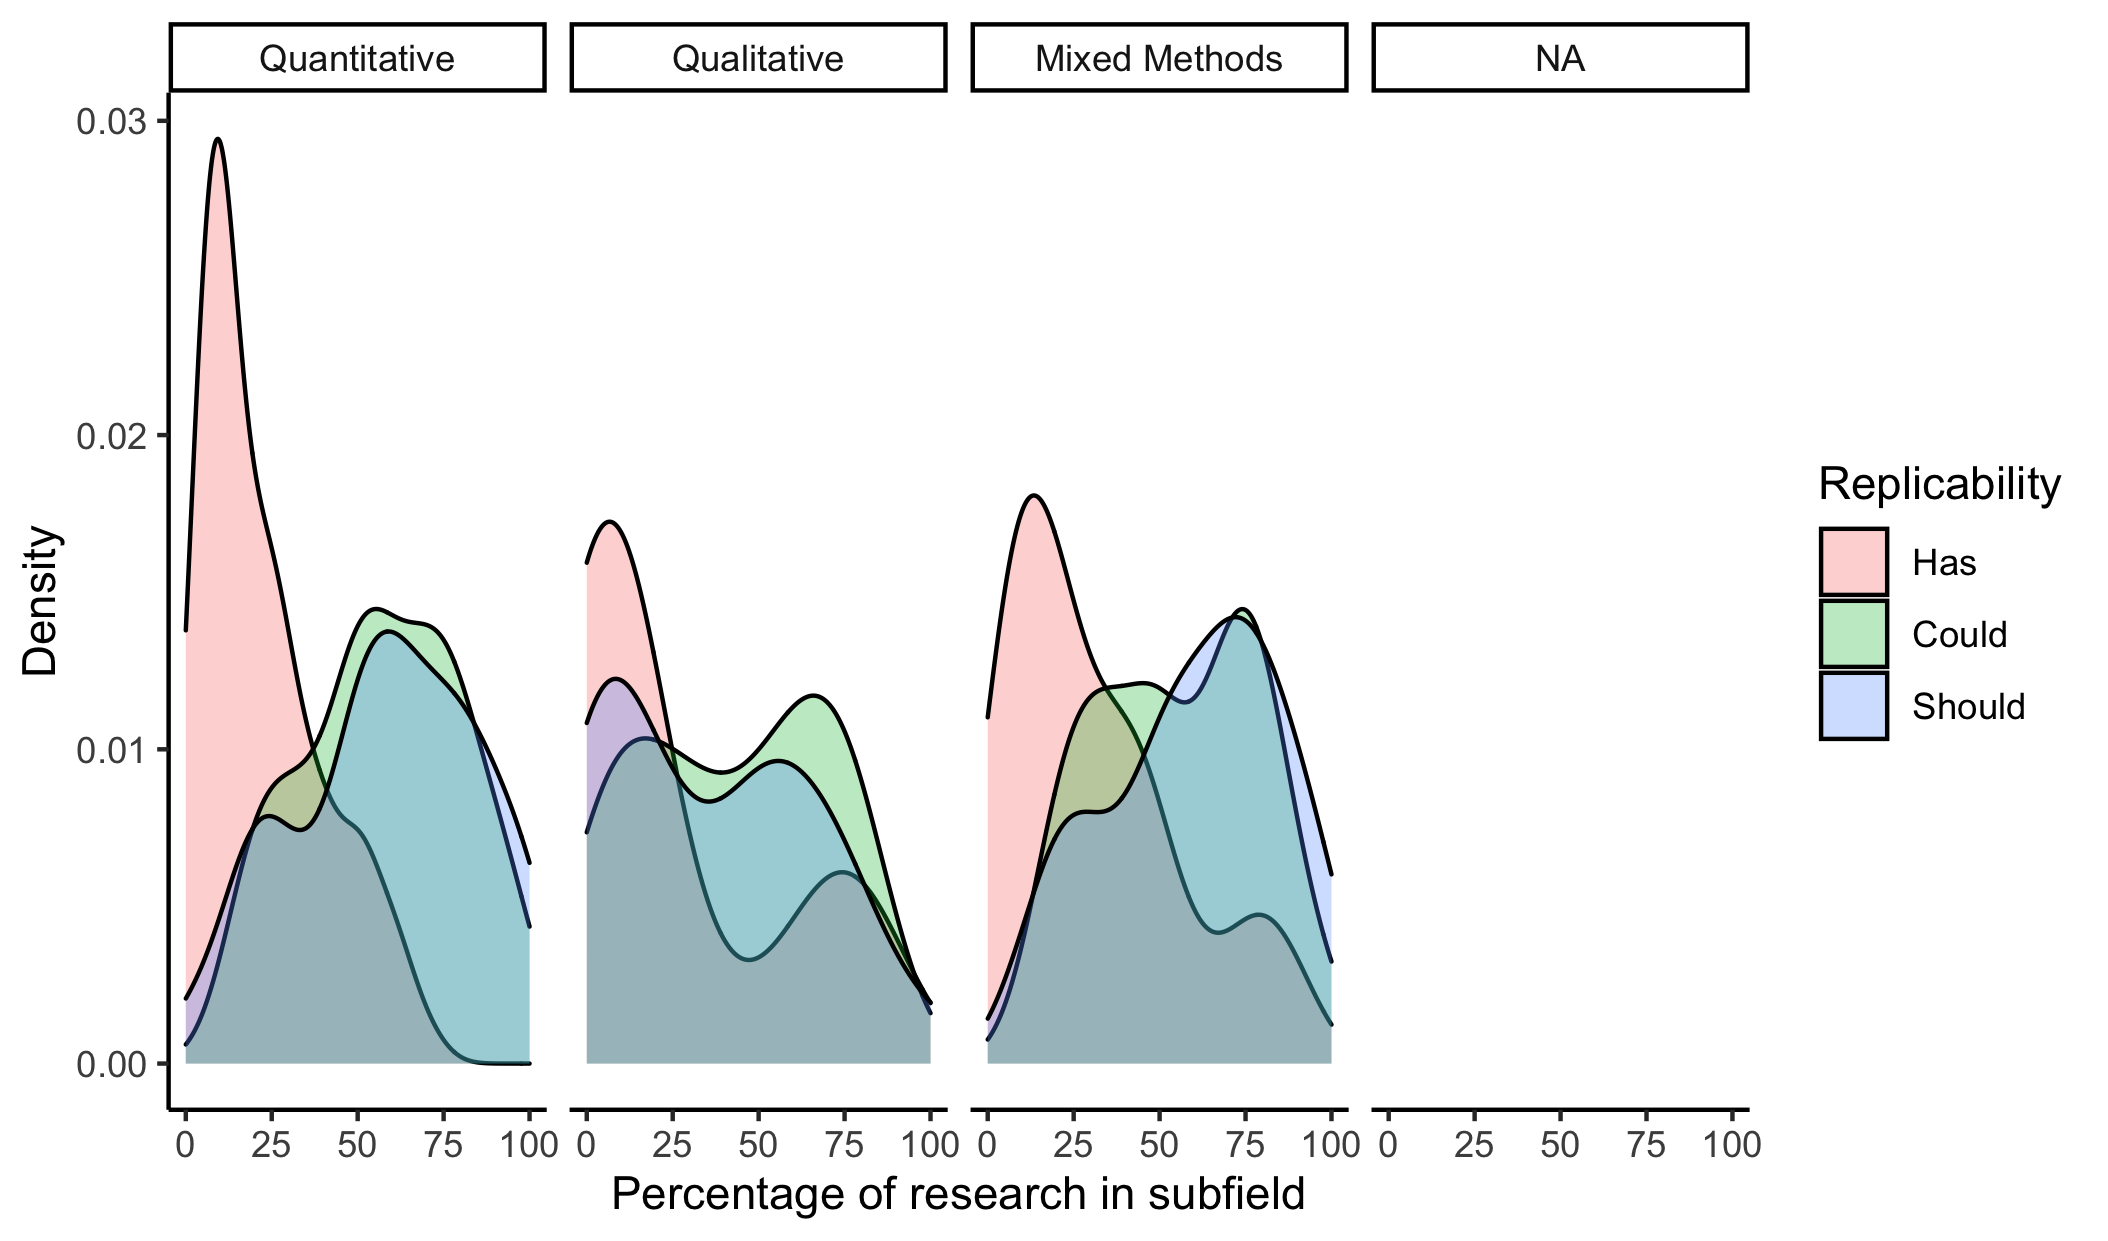 Quantitative Qualitative Mixed Methods NA
0.03
0.02
0.01
0.00
Density
0 25 50 75 100 0 25 50 75 100 0 25 50 75 100 0 25 50 75 100
Percentage of research in subfield
Replicability
Has
Could
Should